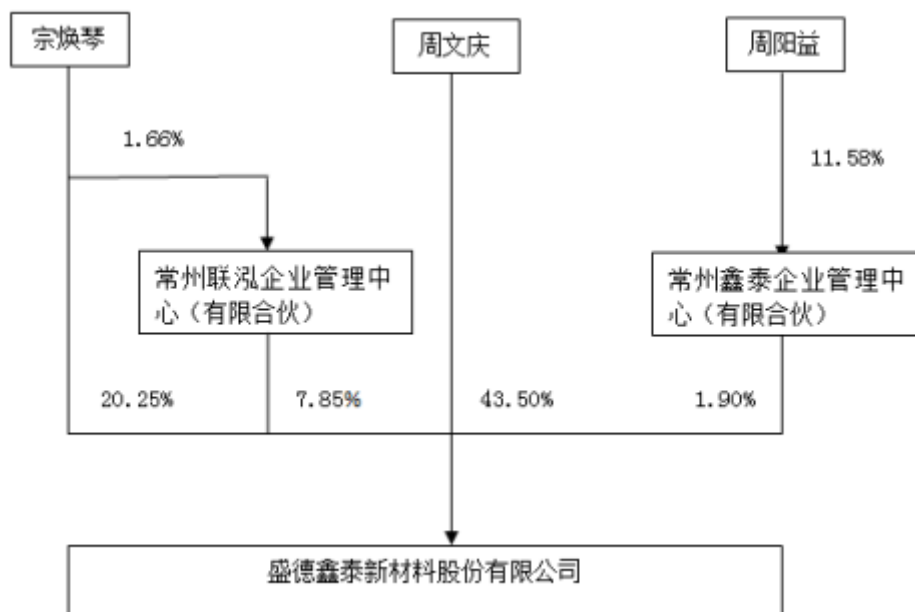 宗焕琴
周文庆
周阳益
1.66%
11.58%
常州联泓企业管理中
心（有限合伙）
常州鑫泰企业管理中
心（有限合伙）
20.25%
7.85%
43.50%
1.90%
盛德鑫泰新材料股份有限公司